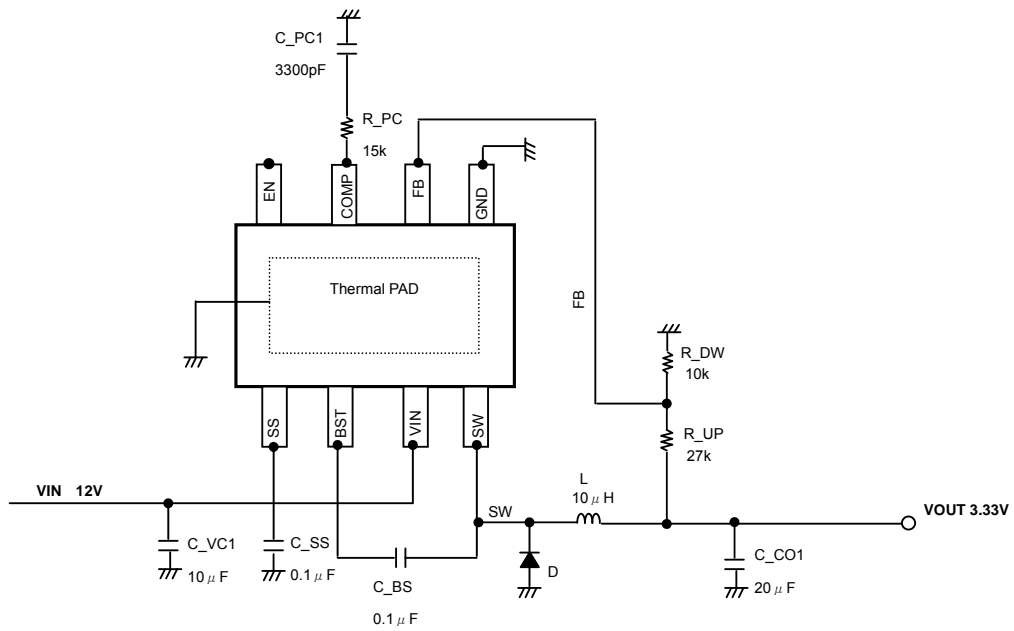 C_PC1
3300pF
R_PC
15k
EN
COMP
FB
GND
Thermal PAD
FB
R_DW
10k
R_UP
27k
SS
BST
VIN
SW
VIN 12V
L
10μH
SW
VOUT 3.33V
C_VC1
10μF
C_SS
0.1μF
C_BS
0.1μF
D
C_CO1
20μF